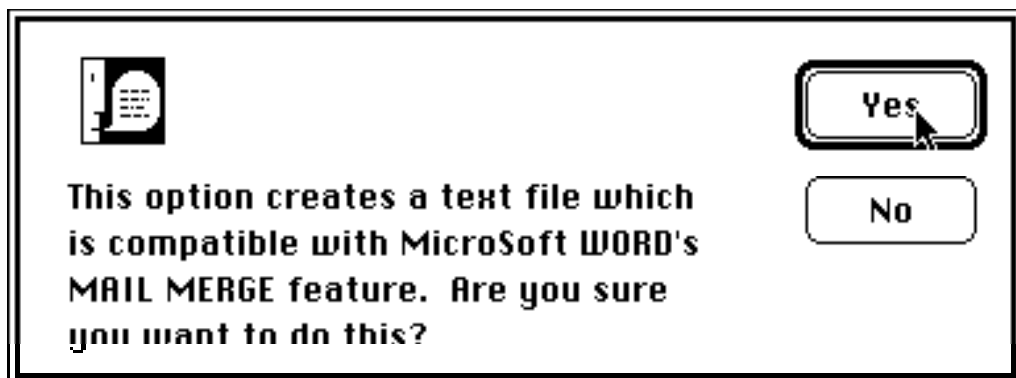 This option creates a text file which
is compatible with MicroSoft WORD's
MAIL MERGE feature.  Are you sure
you want to do this?
Yes
No